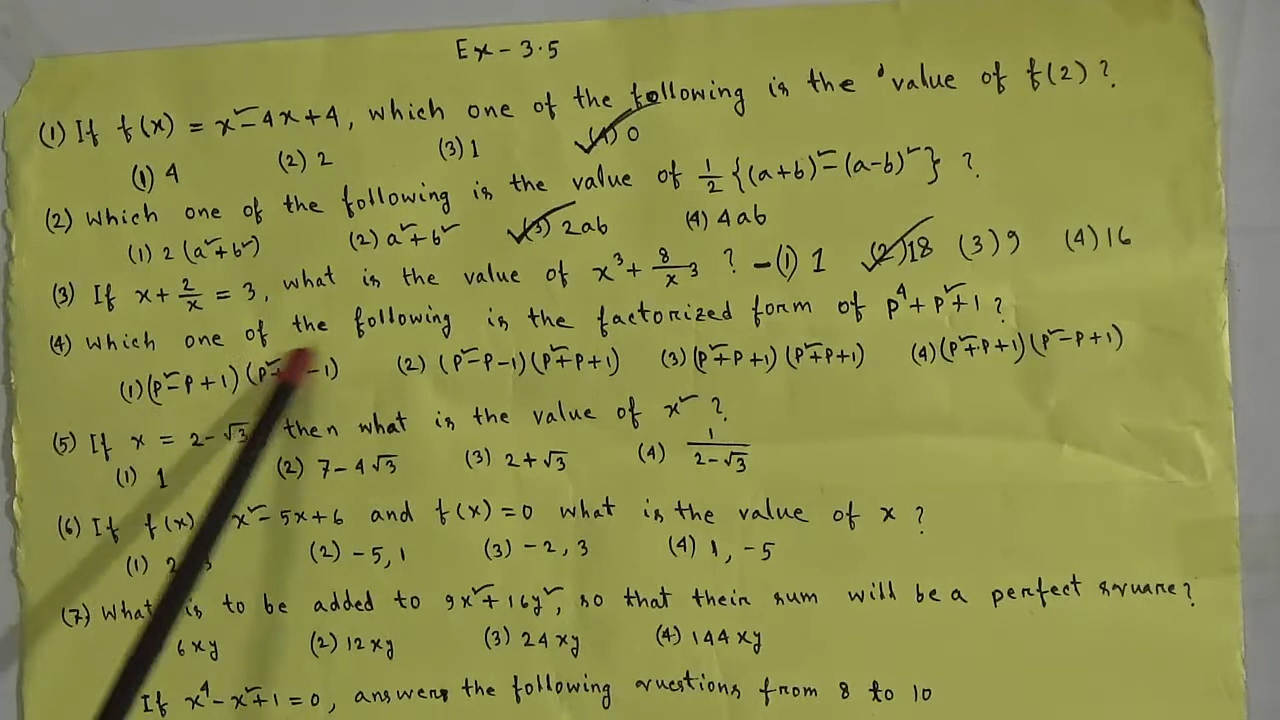 Ex - 3.5
(1) If f(x) = x²-4x+4, which one of the following is the value of f(2)?
(1) 4 (2) 2 (3) 1 (4) 0
(2) Which one of the following is the value of 1/2 {(a+b)²-(a-b)²} ?
(1) 2(a²+b²) (2) a²+b² (3) 2ab (4) 4ab
(3) If x + 2/x = 3, what is the value of x³ + 8/x³ ? - (1) 1 (2) 18 (3) 9 (4) 16
(4) Which one of the following is the factorized form of p⁴+p²+1?
(1) (p²-p+1) (p² -1) (2) (p²-p-1)(p²+p+1) (3) (p²+p+1)(p²+p+1) (4) (p²+p+1)(p²-p+1)
(5) If x = 2-√3 then what is the value of x² ?
(1) 1 (2) 7-4√3 (3) 2+√3 (4) 1/2-√3
(6) If f(x) x²-5x+6 and f(x)=0 what is the value of x ?
(1) 2 (2) -5, 1 (3) -2, 3 (4) 1, -5
(7) What is to be added to 9x²+16y², so that their sum will be a perfect square?
6xy (2) 12xy (3) 24xy (4) 144xy
If x⁴-x²+1=0, answers the following questions from 8 to 10